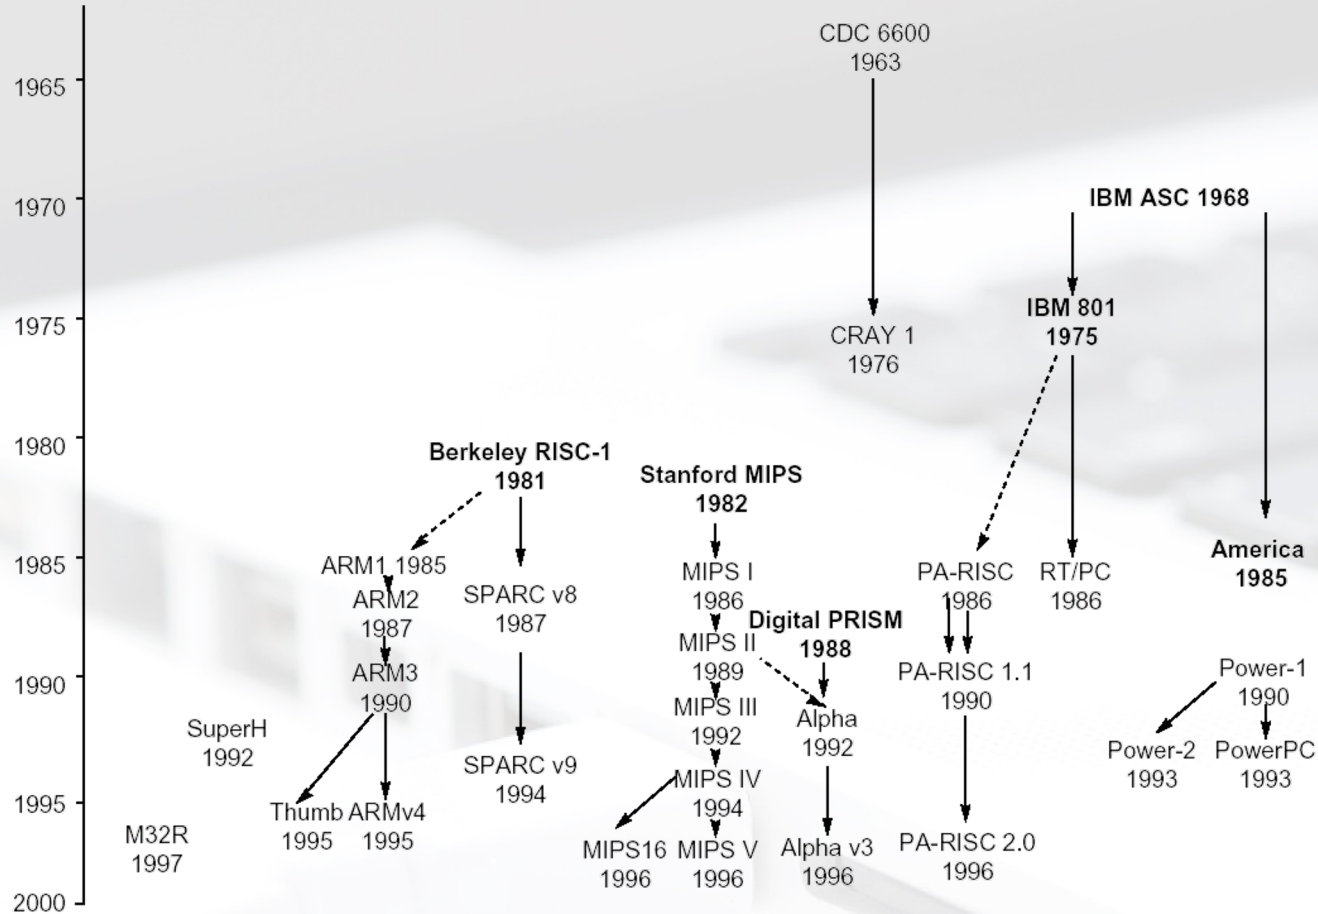 CDC 6600
1963
1965
1970
IBM ASC 1968
IBM 801
1975
1975
CRAY 1
1976
1980
Berkeley RISC-1
1981
Stanford MIPS
1982
1985
ARM1 1985
America
1985
MIPS I
1986
PA-RISC
1986
RT/PC
1986
ARM2
1987
SPARC v8
1987
Digital PRISM
1988
MIPS II
1989
1990
ARM3
1990
PA-RISC 1.1
1990
Power-1
1990
MIPS III
1992
Alpha
1992
SuperH
1992
Power-2
1993
PowerPC
1993
SPARC v9
1994
MIPS IV
1994
1995
Thumb
1995
ARMv4
1995
M32R
1997
MIPS16
1996
MIPS V
1996
Alpha v3
1996
PA-RISC 2.0
1996
2000